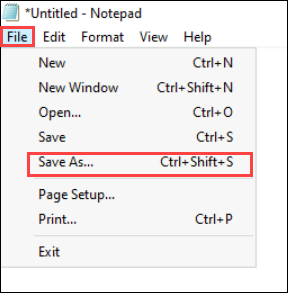 *Untitled - Notepad
File Edit Format View Help
New Ctrl+N
New Window Ctrl+Shift+N
Open... Ctrl+O
Save Ctrl+S
Save As... Ctrl+Shift+S
Page Setup...
Print... Ctrl+P
Exit